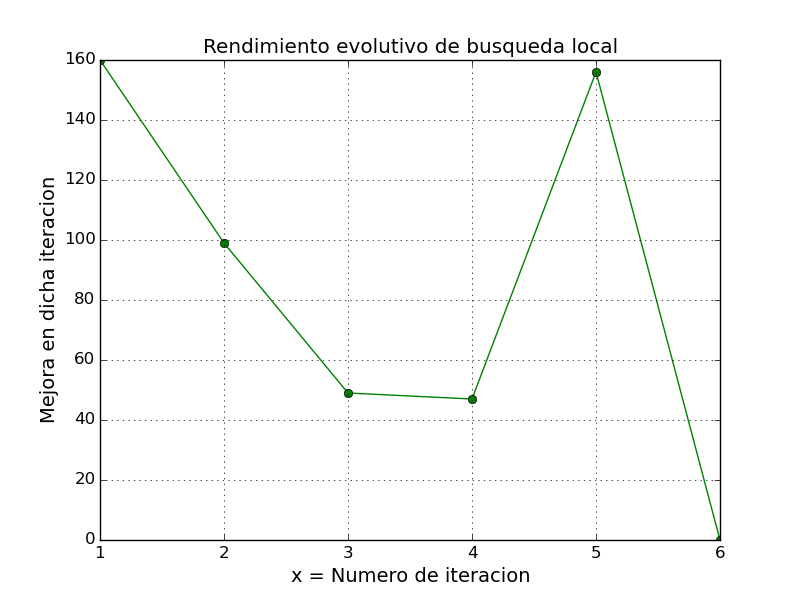 Rendimiento evolutivo de busqueda local
160
140
120
100
80
60
40
20
0
Mejora en dicha iteracion
1 2 3 4 5 6
x = Numero de iteracion